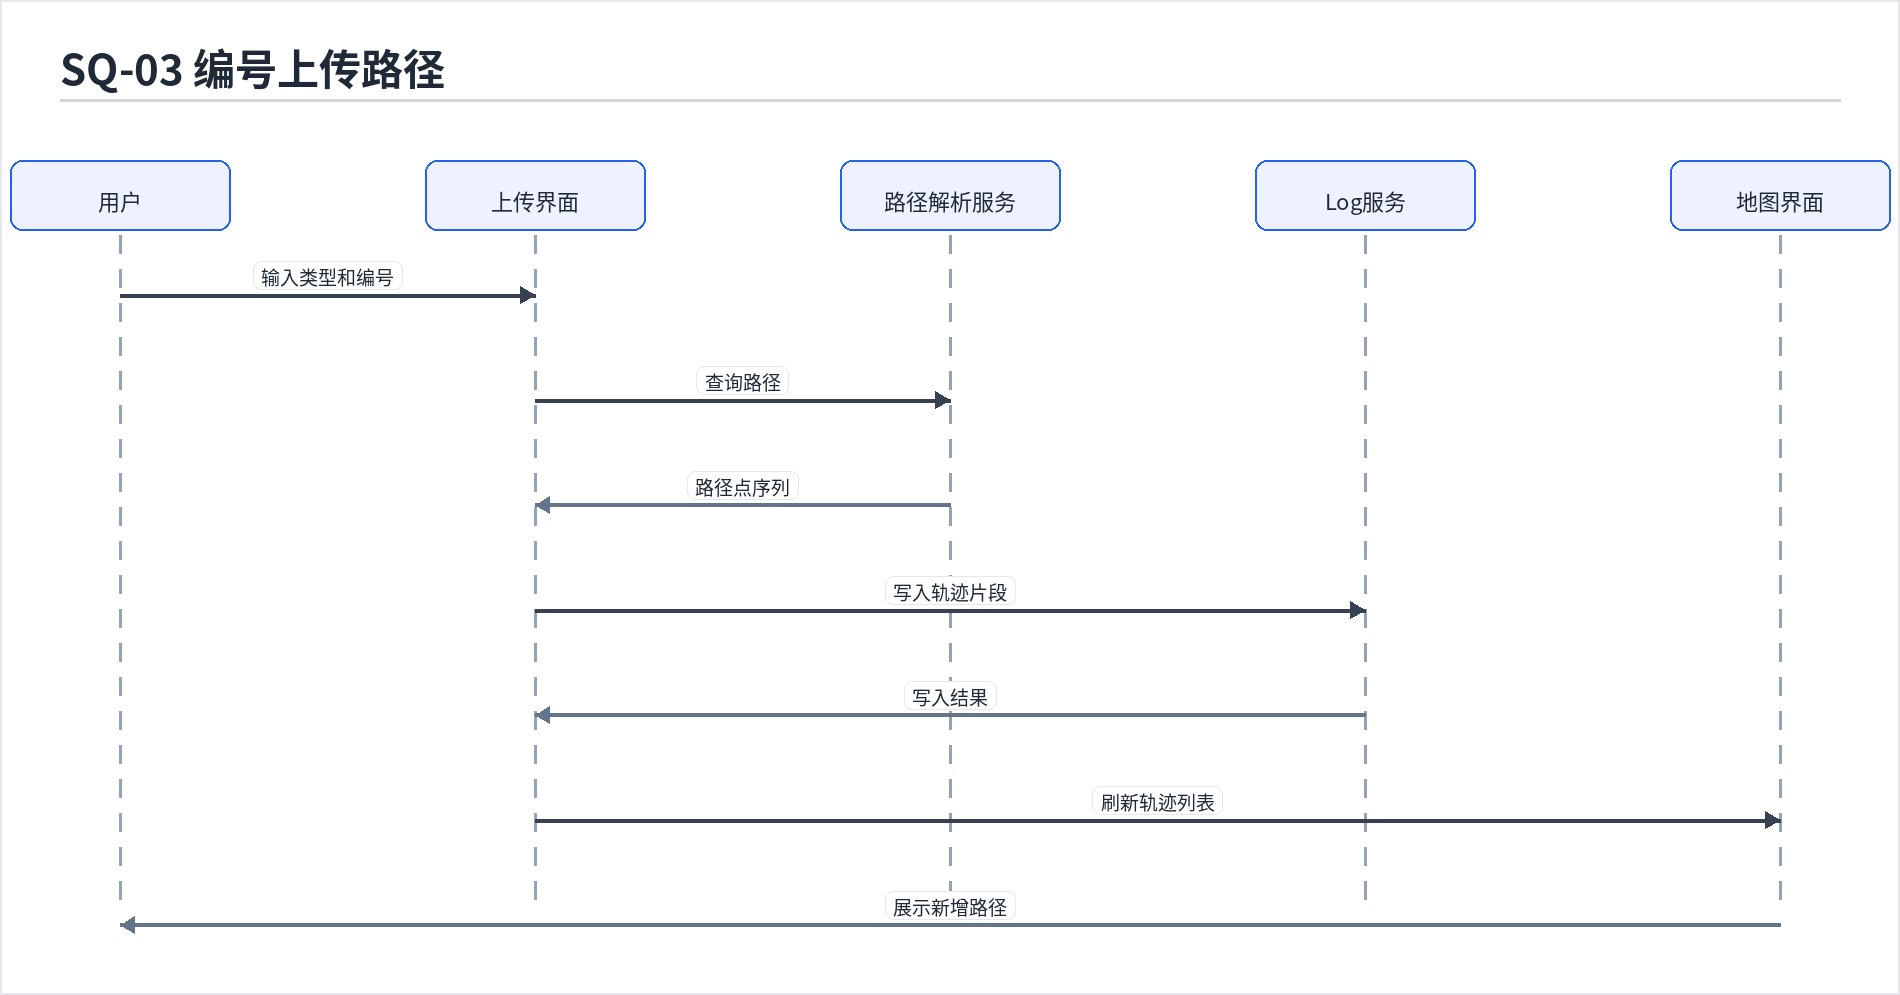 SQ-03 编号上传路径
用户
上传界面
路径解析服务
Log服务
地图界面
输入类型和编号
查询路径
路径点序列
写入轨迹片段
写入结果
刷新轨迹列表
展示新增路径